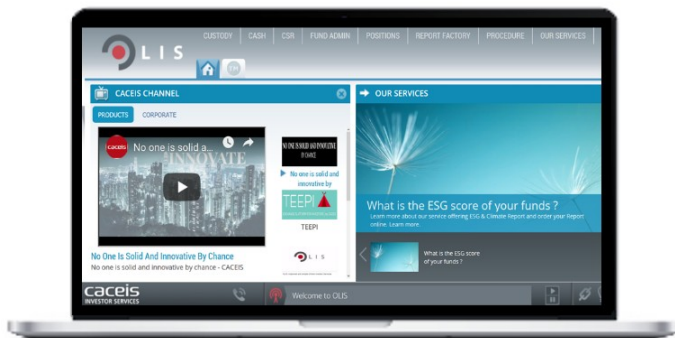 OLIS
CUSTODY
CASH
CSR
FUND ADMIN
POSITIONS
REPORT FACTORY
PROCEDURE
OUR SERVICES
CACEIS CHANNEL
PRODUCTS
CORPORATE
caceis
No one is solid a...
INNOVATE
NO ONE IS SOLID AND INNOVATIVE
BY CHANCE
No one is solid and
innovative by
TEEPI
TEEPI
OLIS
No One Is Solid And Innovative By Chance
No one is solid and innovative by chance - CACEIS
OUR SERVICES
What is the ESG score of your funds ?
Learn more about our service offering ESG & Climate Report and order your Report
online. Learn more.
What is the ESG score
of your funds ?
caceis
INVESTOR SERVICES
Welcome to OLIS